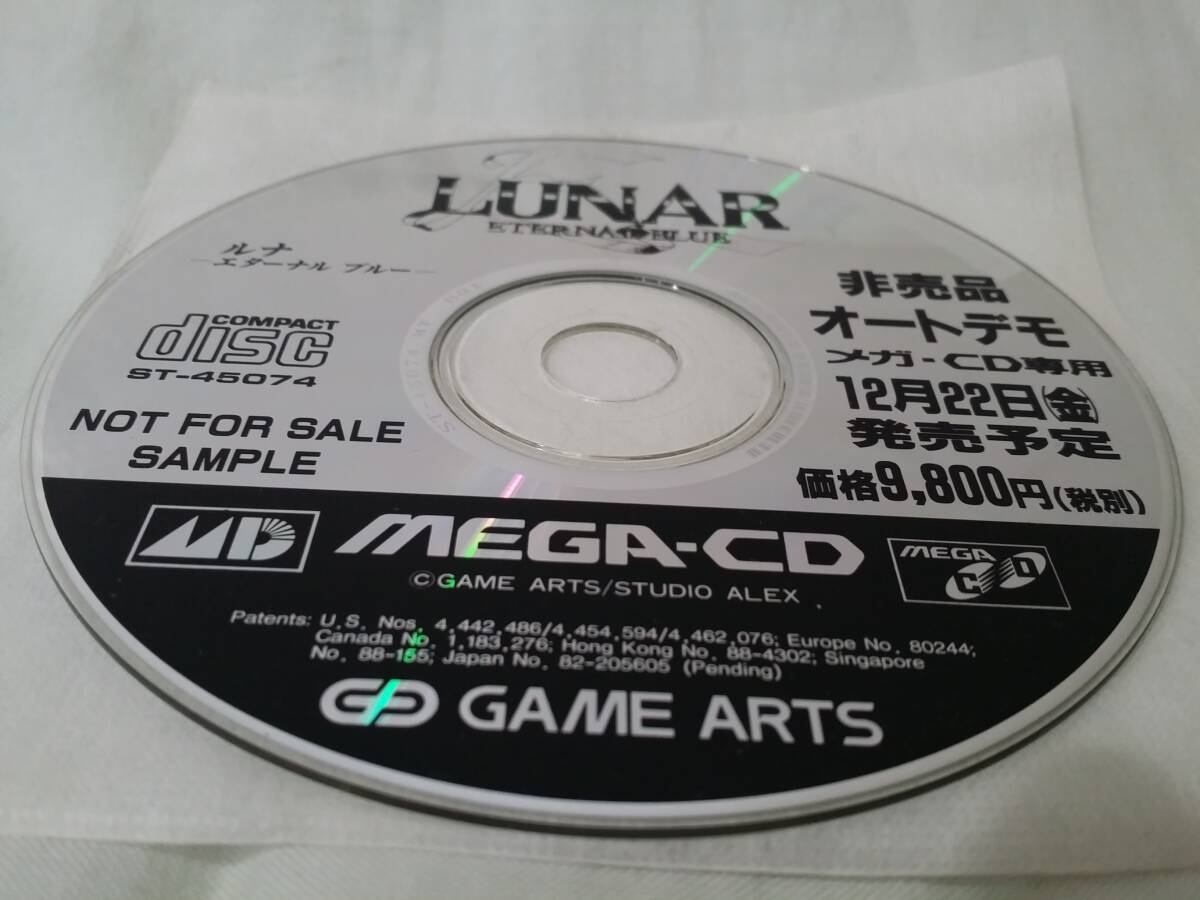 LUNAR
ETERNAL BLUE
ルナ
—エターナル ブルー—
COMPACT
disc
ST-45074
NOT FOR SALE
SAMPLE
非売品
オートデモ
メガ-CD専用
12月22日(金)
発売予定
価格9,800円(税別)
MD
MEGA-CD
MEGA
CD
©GAME ARTS/STUDIO ALEX
Patents: U.S. Nos. 4,442,486/4,454,594/4,462,076; Europe No. 80244;
Canada No. 1,183,276; Hong Kong No. 88-4302; Singapore
No. 88-155; Japan No. 82-205605 (Pending)
GAME ARTS